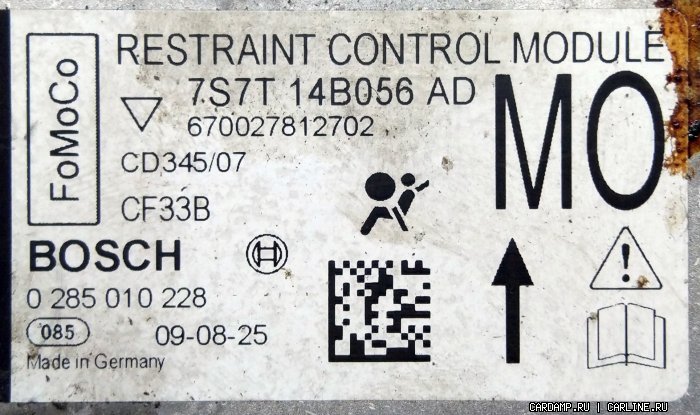 FoMoCo
RESTRAINT CONTROL MODULE
7S7T 14B056 AD
670027812702
CD345/07
CF33B
MO
BOSCH
0 285 010 228
085
09-08-25
Made in Germany
CARDAMP.RU | CARLINE.RU